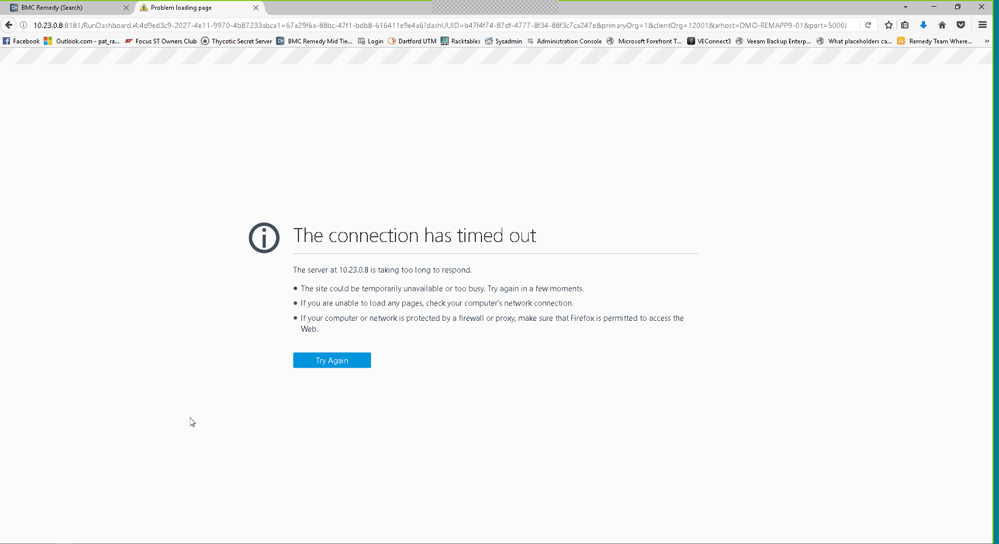 BMC Remedy (Search)
Problem loading page
10.23.0.8:8181/RunDashboard.i4;4d9ed3c9-2027-4e11-9970-4b87233abca1=67a29f6a-88bc-47f1-bdb8-616411e9e4a6?dashUUID=b47f4f74-87df-4777-8f34-88f3c7ca247e&primaryOrg=1&clientOrg=12001&arhost=DMO-REMAPP9-01&port=5000&
Facebook Outlook.com - pat_ra... Focus ST Owners Club Thycotic Secret Server BMC Remedy Mid Tie... Login Dartford UTM Racktables Sysadmin Administration Console Microsoft Forefront T... VEConnect3 Veeam Backup Enterp... What placeholders ca... Remedy Team Where... »
The connection has timed out
The server at 10.23.0.8 is taking too long to respond.
• The site could be temporarily unavailable or too busy. Try again in a few moments.
• If you are unable to load any pages, check your computer's network connection.
• If your computer or network is protected by a firewall or proxy, make sure that Firefox is permitted to access the
Web.
Try Again